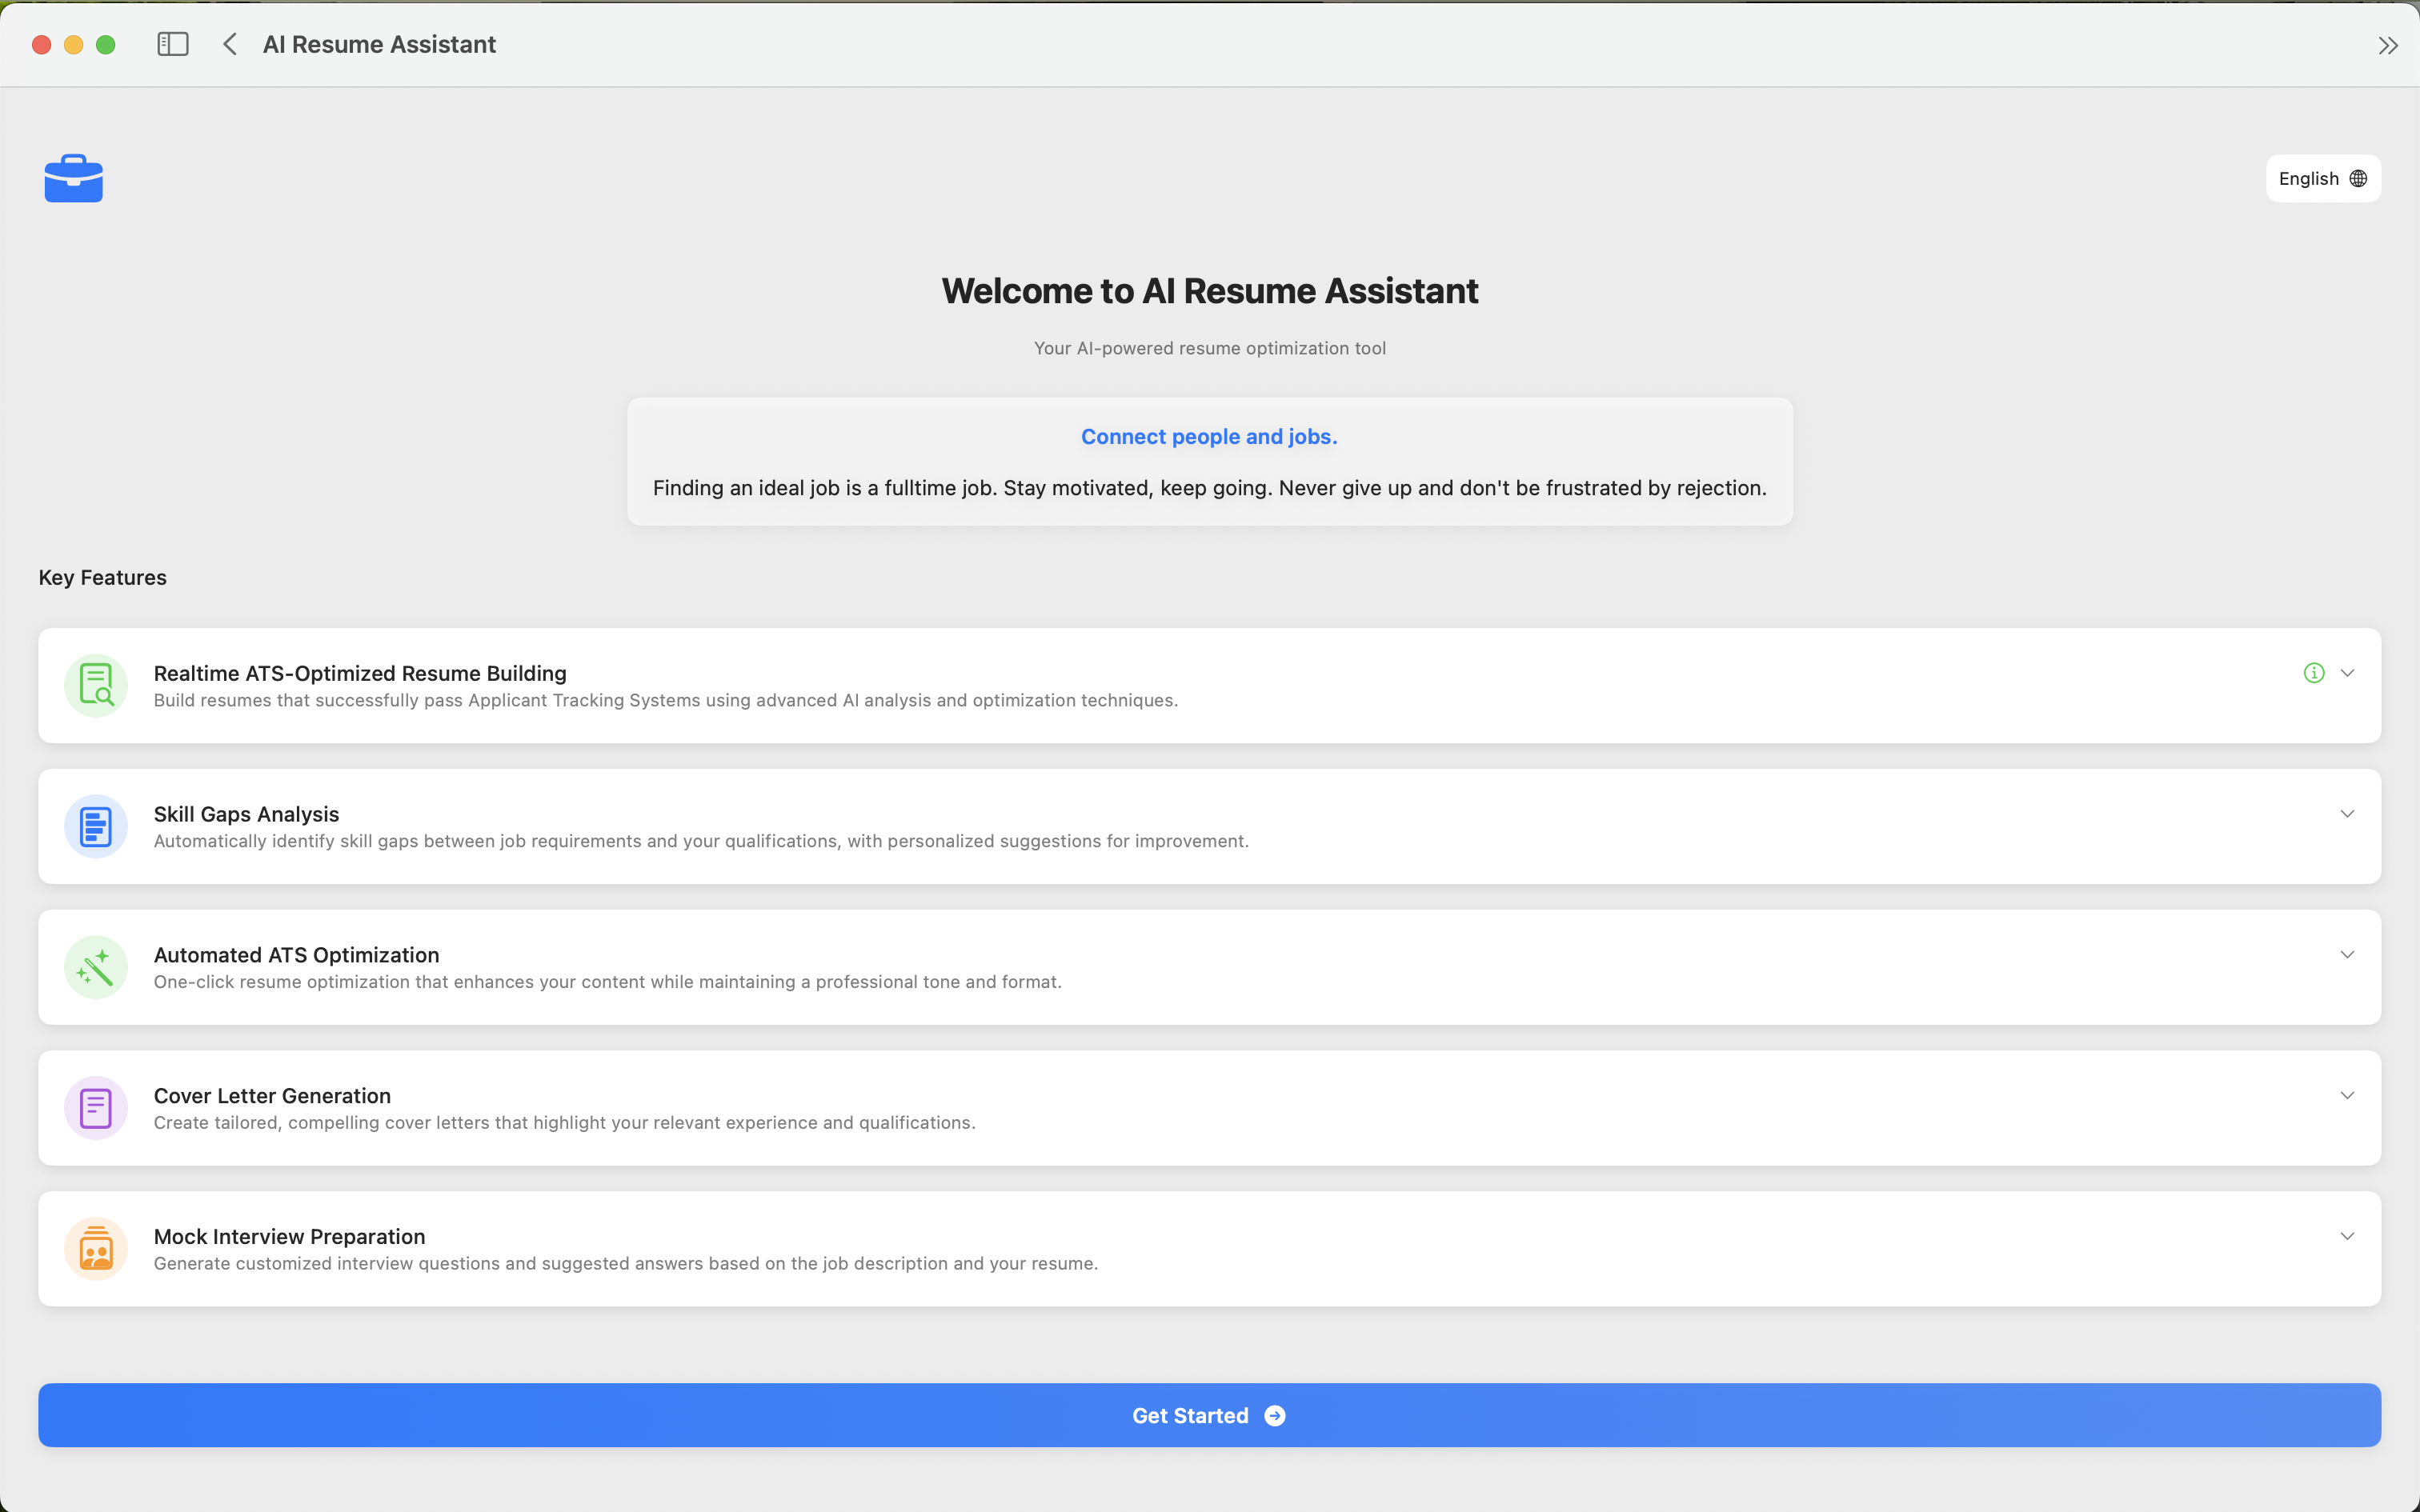 AI Resume Assistant
English
Welcome to AI Resume Assistant
Your AI-powered resume optimization tool
Connect people and jobs.
Finding an ideal job is a fulltime job. Stay motivated, keep going. Never give up and don't be frustrated by rejection.
Key Features
Realtime ATS-Optimized Resume Building
Build resumes that successfully pass Applicant Tracking Systems using advanced AI analysis and optimization techniques.
Skill Gaps Analysis
Automatically identify skill gaps between job requirements and your qualifications, with personalized suggestions for improvement.
Automated ATS Optimization
One-click resume optimization that enhances your content while maintaining a professional tone and format.
Cover Letter Generation
Create tailored, compelling cover letters that highlight your relevant experience and qualifications.
Mock Interview Preparation
Generate customized interview questions and suggested answers based on the job description and your resume.
Get Started